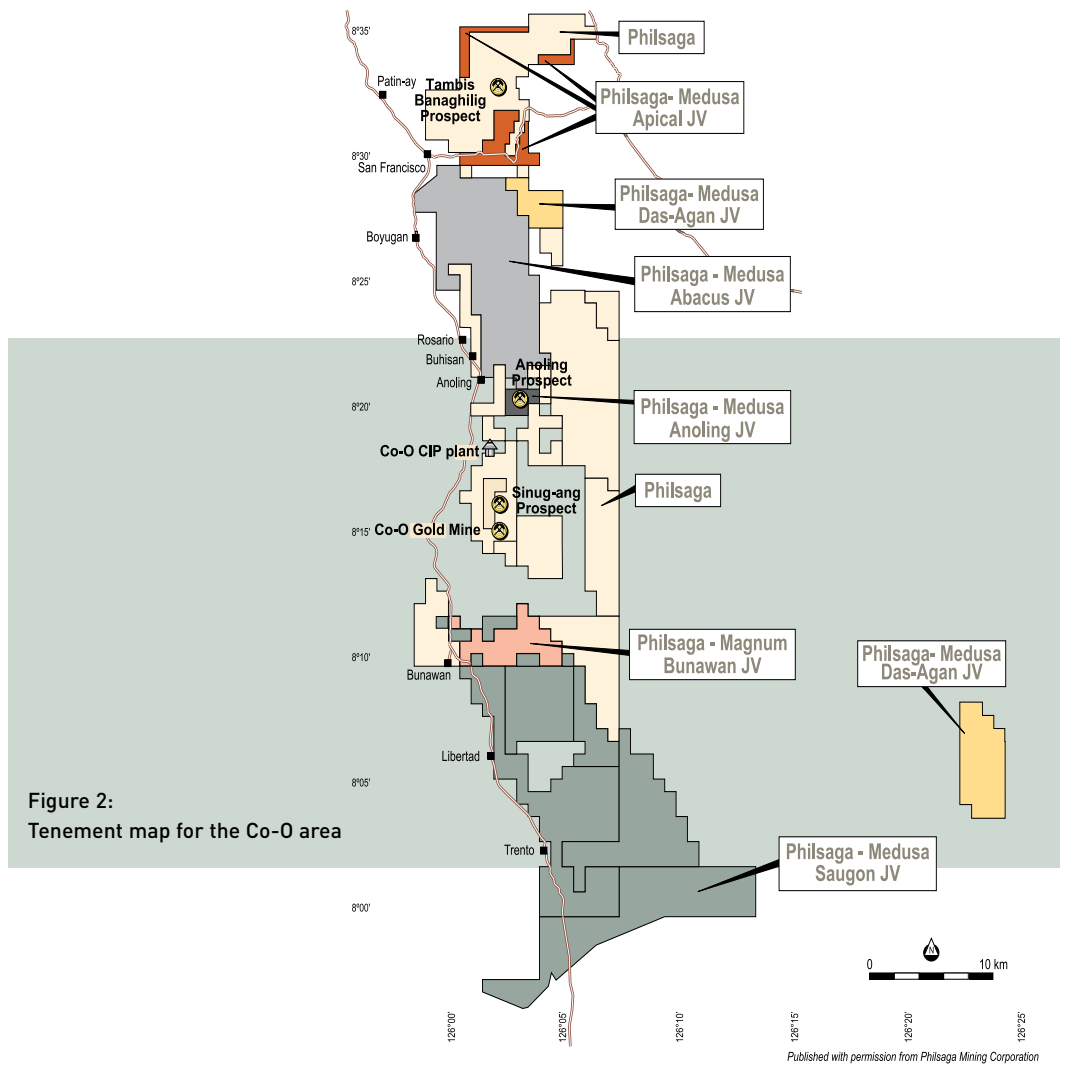 8°35'
Philsaga
Patin-ay
Tambis
Banaghilig
Prospect
Philsaga- Medusa
Apical JV
8°30'
San Francisco
Philsaga- Medusa
Das-Agan JV
Boyugan
Philsaga - Medusa
Abacus JV
8°25'
Rosario
Buhisan
Anoling
Anoling
Prospect
8°20'
Philsaga - Medusa
Anoling JV
Co-O CIP plant
Philsaga
Sinug-ang
Prospect
8°15'
Co-O Gold Mine
Philsaga - Magnum
Bunawan JV
8°10'
Bunawan
Philsaga- Medusa
Das-Agan JV
Libertad
8°05'
Figure 2:
Tenement map for the Co-O area
Trento
Philsaga - Medusa
Saugon JV
8°00'
N
0 10 km
126°00'
126°05'
126°10'
126°15'
126°20'
126°25'
Published with permission from Philsaga Mining Corporation